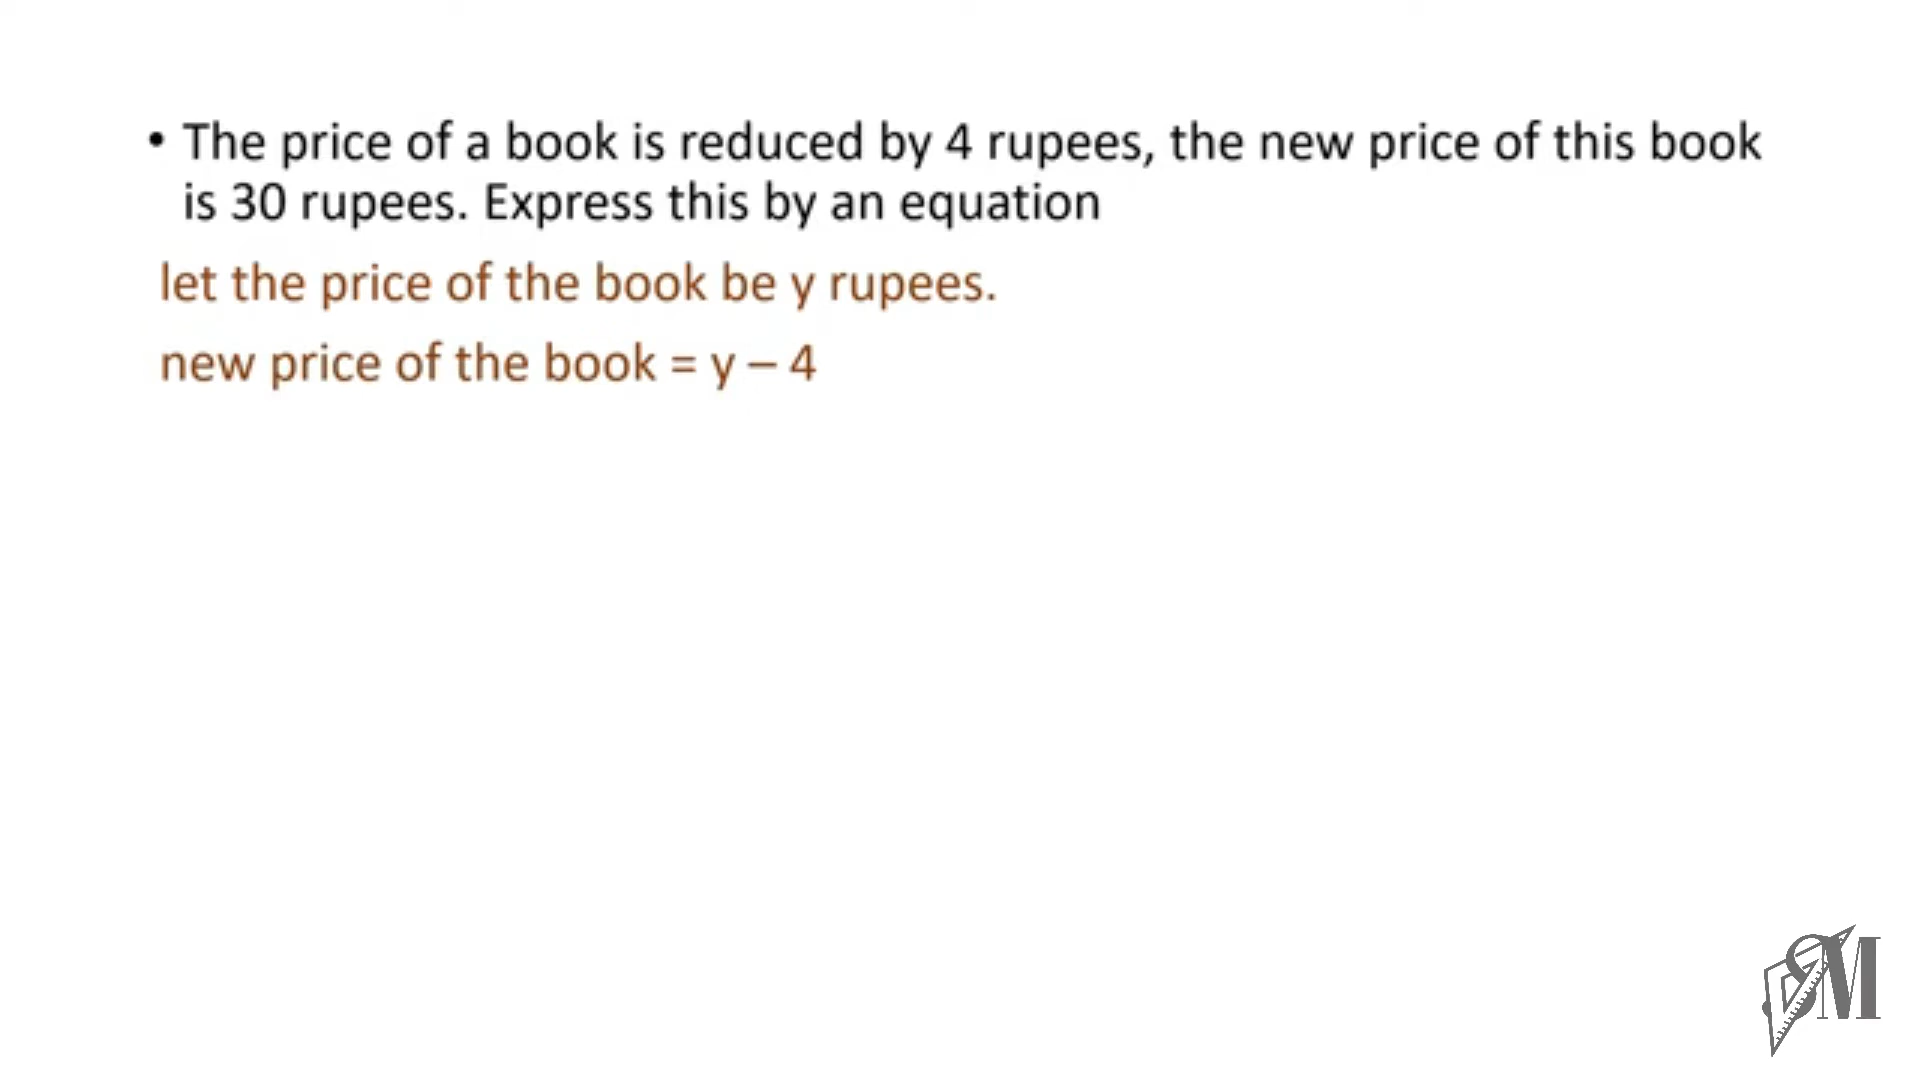 • The price of a book is reduced by 4 rupees, the new price of this book
is 30 rupees. Express this by an equation
let the price of the book be y rupees.
new price of the book = y – 4
SM